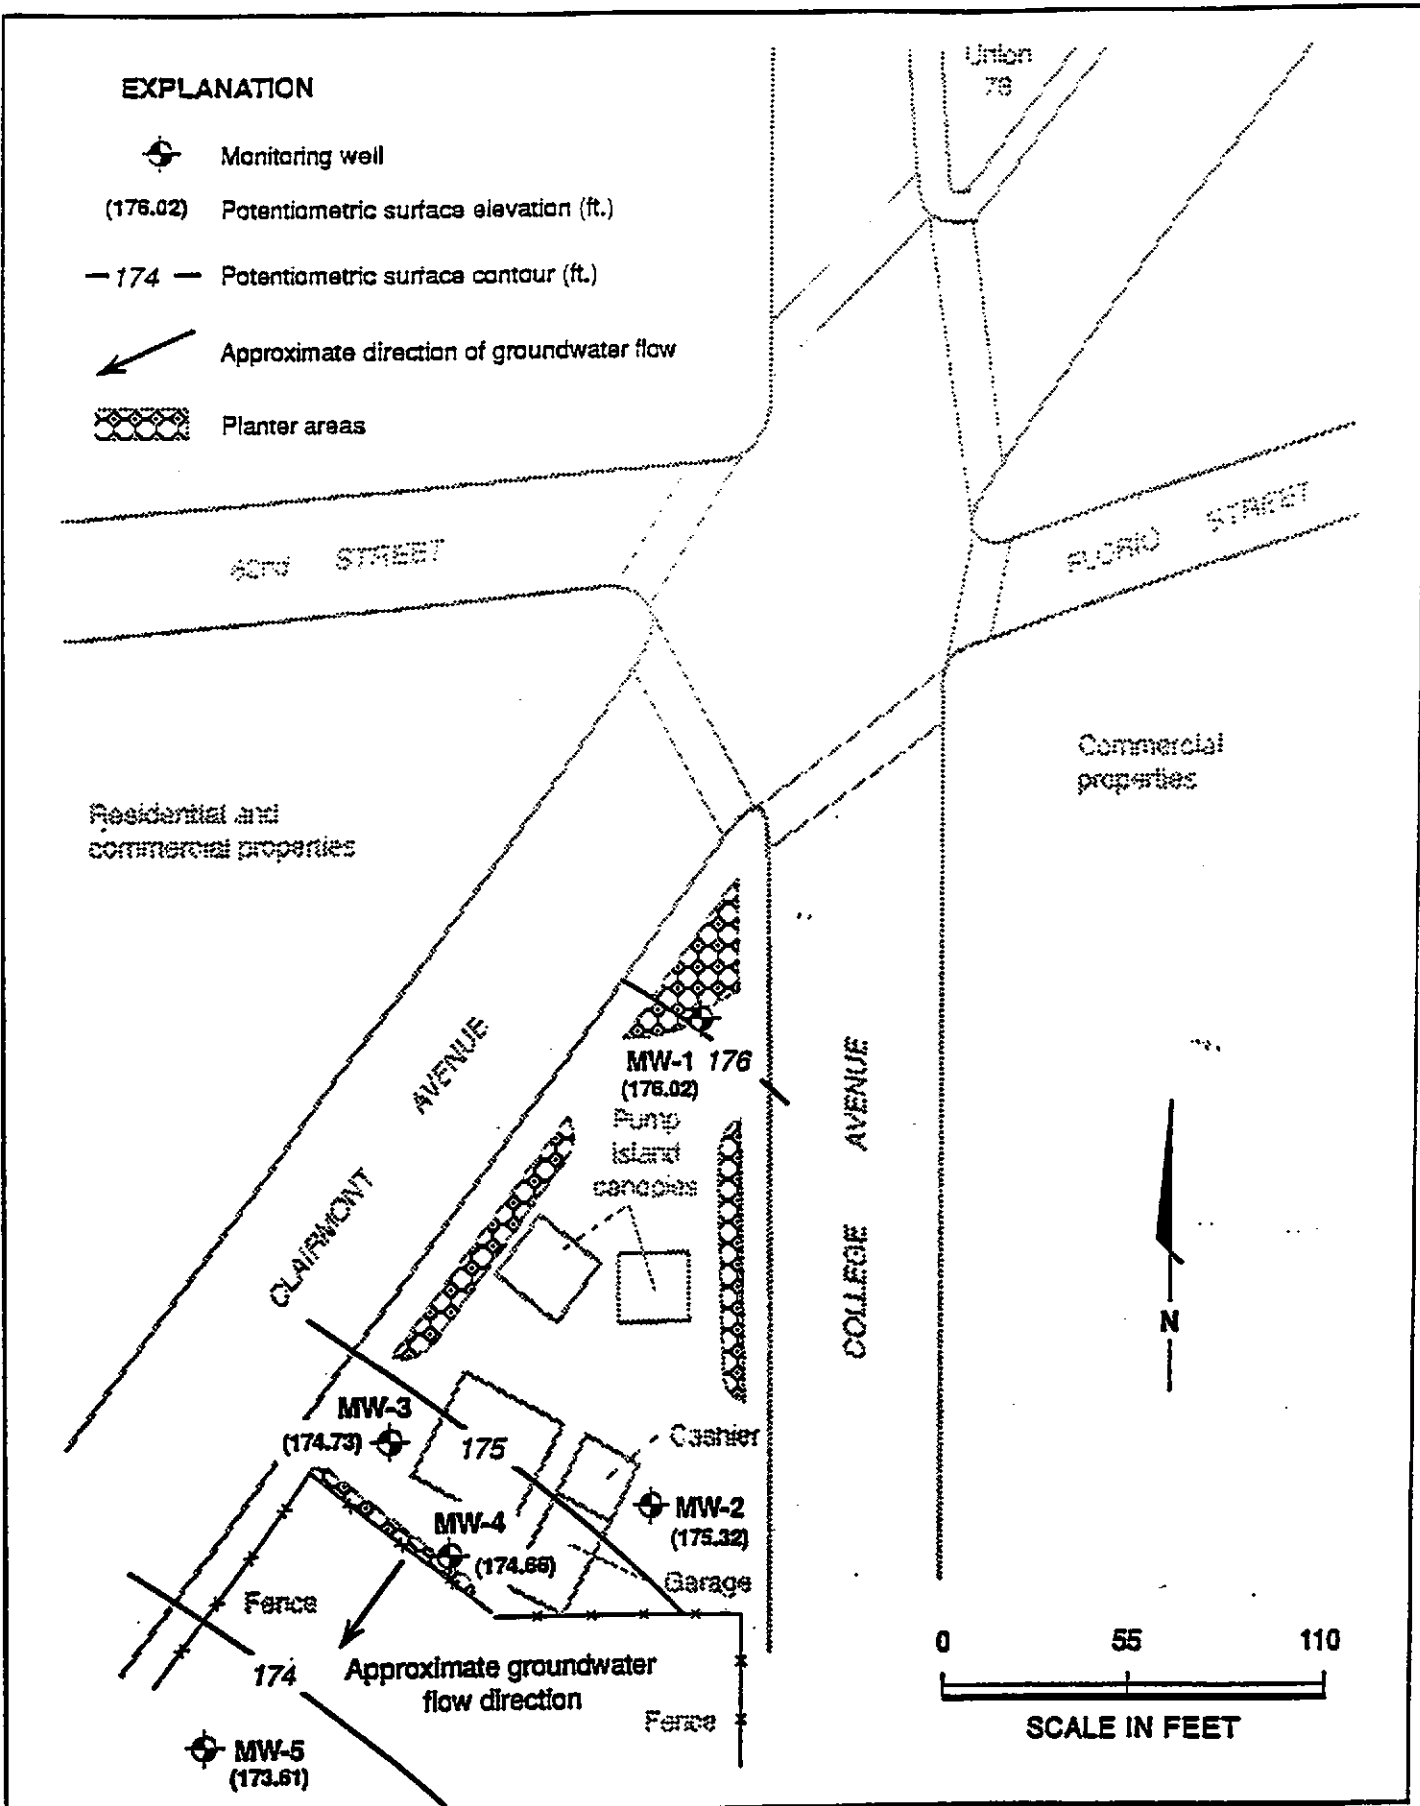 EXPLANATION
Monitoring well
(176.02) Potentiometric surface elevation (ft.)
174 Potentiometric surface contour (ft.)
Approximate direction of groundwater flow
Planter areas
Union
76
62nd STREET
FLORIO STREET
Commercial
properties
Residential and
commercial properties
CLAIRMONT AVENUE
COLLEGE AVENUE
MW-1 176
(176.02)
Pump
island
canopies
MW-3
(174.73)
175
Cashier
MW-2
(175.32)
MW-4
(174.66)
Garage
Fence
174
Approximate groundwater
flow direction
Fence
MW-5
(173.61)
N
0 55 110
SCALE IN FEET